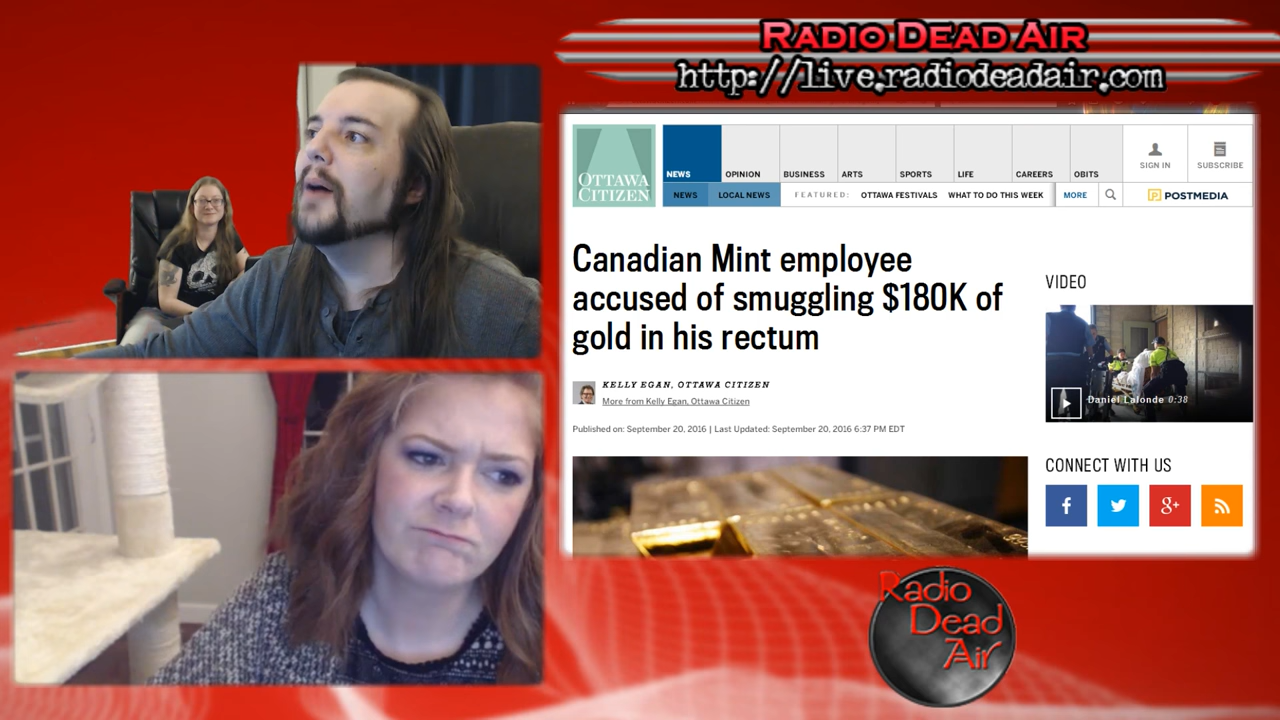 RADIO DEAD AIR
http://live.radiodeadair.com
OTTAWA
CITIZEN
NEWS
OPINION
BUSINESS
ARTS
SPORTS
LIFE
CAREERS
OBITS
SIGN IN
SUBSCRIBE
NEWS
LOCAL NEWS
FEATURED:
OTTAWA FESTIVALS
WHAT TO DO THIS WEEK
MORE
P POSTMEDIA
Canadian Mint employee
accused of smuggling $180K of
gold in his rectum
KELLY EGAN, OTTAWA CITIZEN
More from Kelly Egan, Ottawa Citizen
Published on: September 20, 2016 | Last Updated: September 20, 2016 6:37 PM EDT
VIDEO
Daniel Lalonde 0:38
CONNECT WITH US
f
g+
Radio
Dead
Air